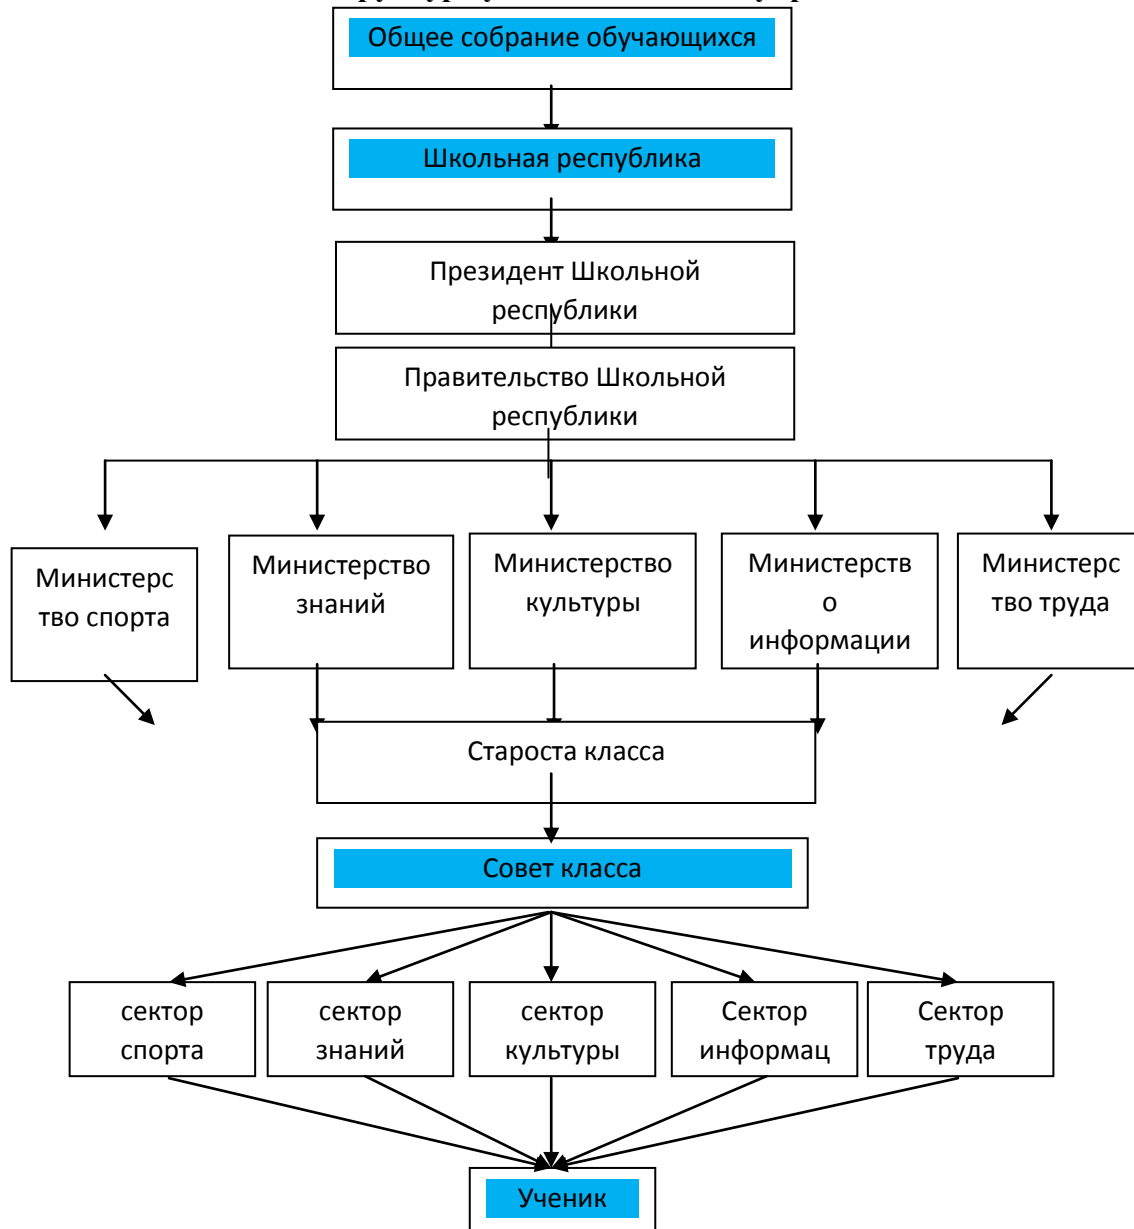 Общее собрание обучающихся
Школьная республика
Президент Школьной
республики
Правительство Школьной
республики
Министерс
тво спорта
Министерство
знаний
Министерство
культуры
Министерств
о
информации
Министерс
тво труда
Староста класса
Совет класса
сектор
спорта
сектор
знаний
сектор
культуры
Сектор
информац
Сектор
труда
Ученик